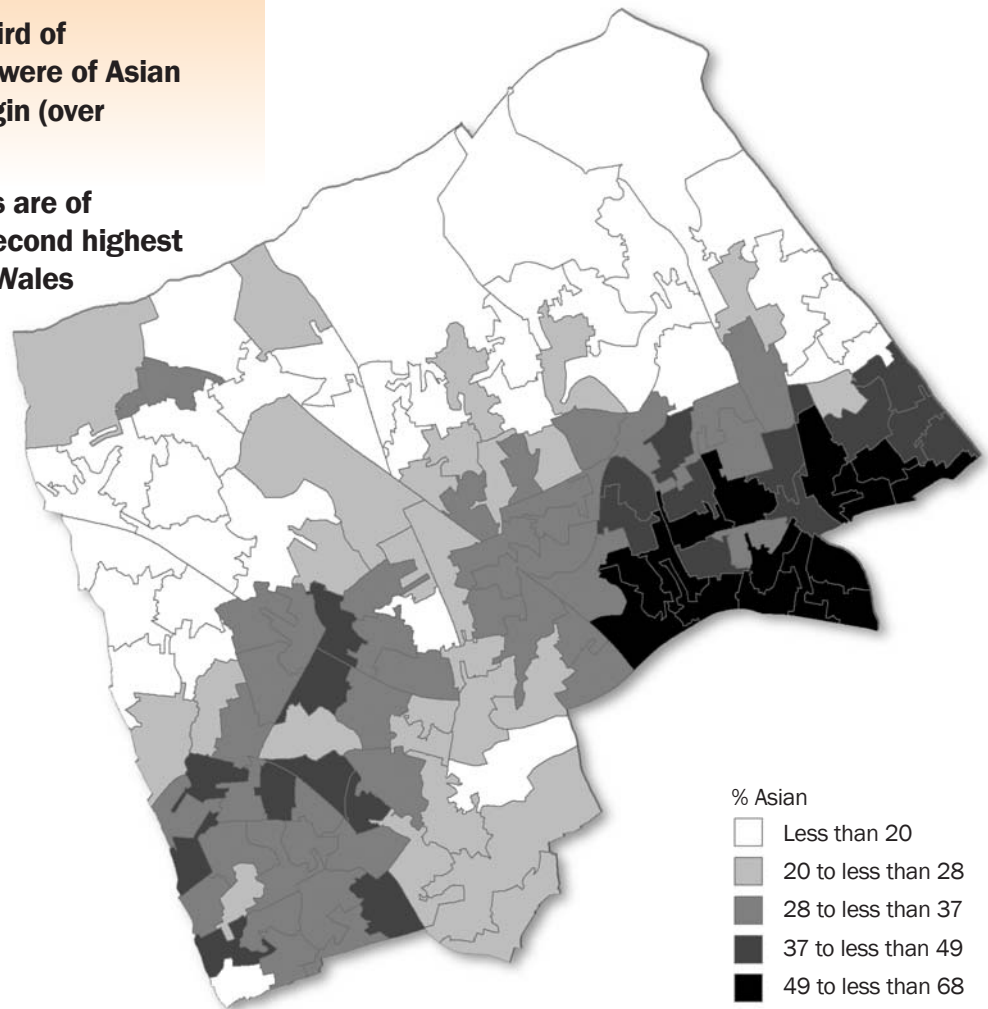 ird of
were of Asian
gin (over
s are of
econd highest
Wales
% Asian
Less than 20
20 to less than 28
28 to less than 37
37 to less than 49
49 to less than 68